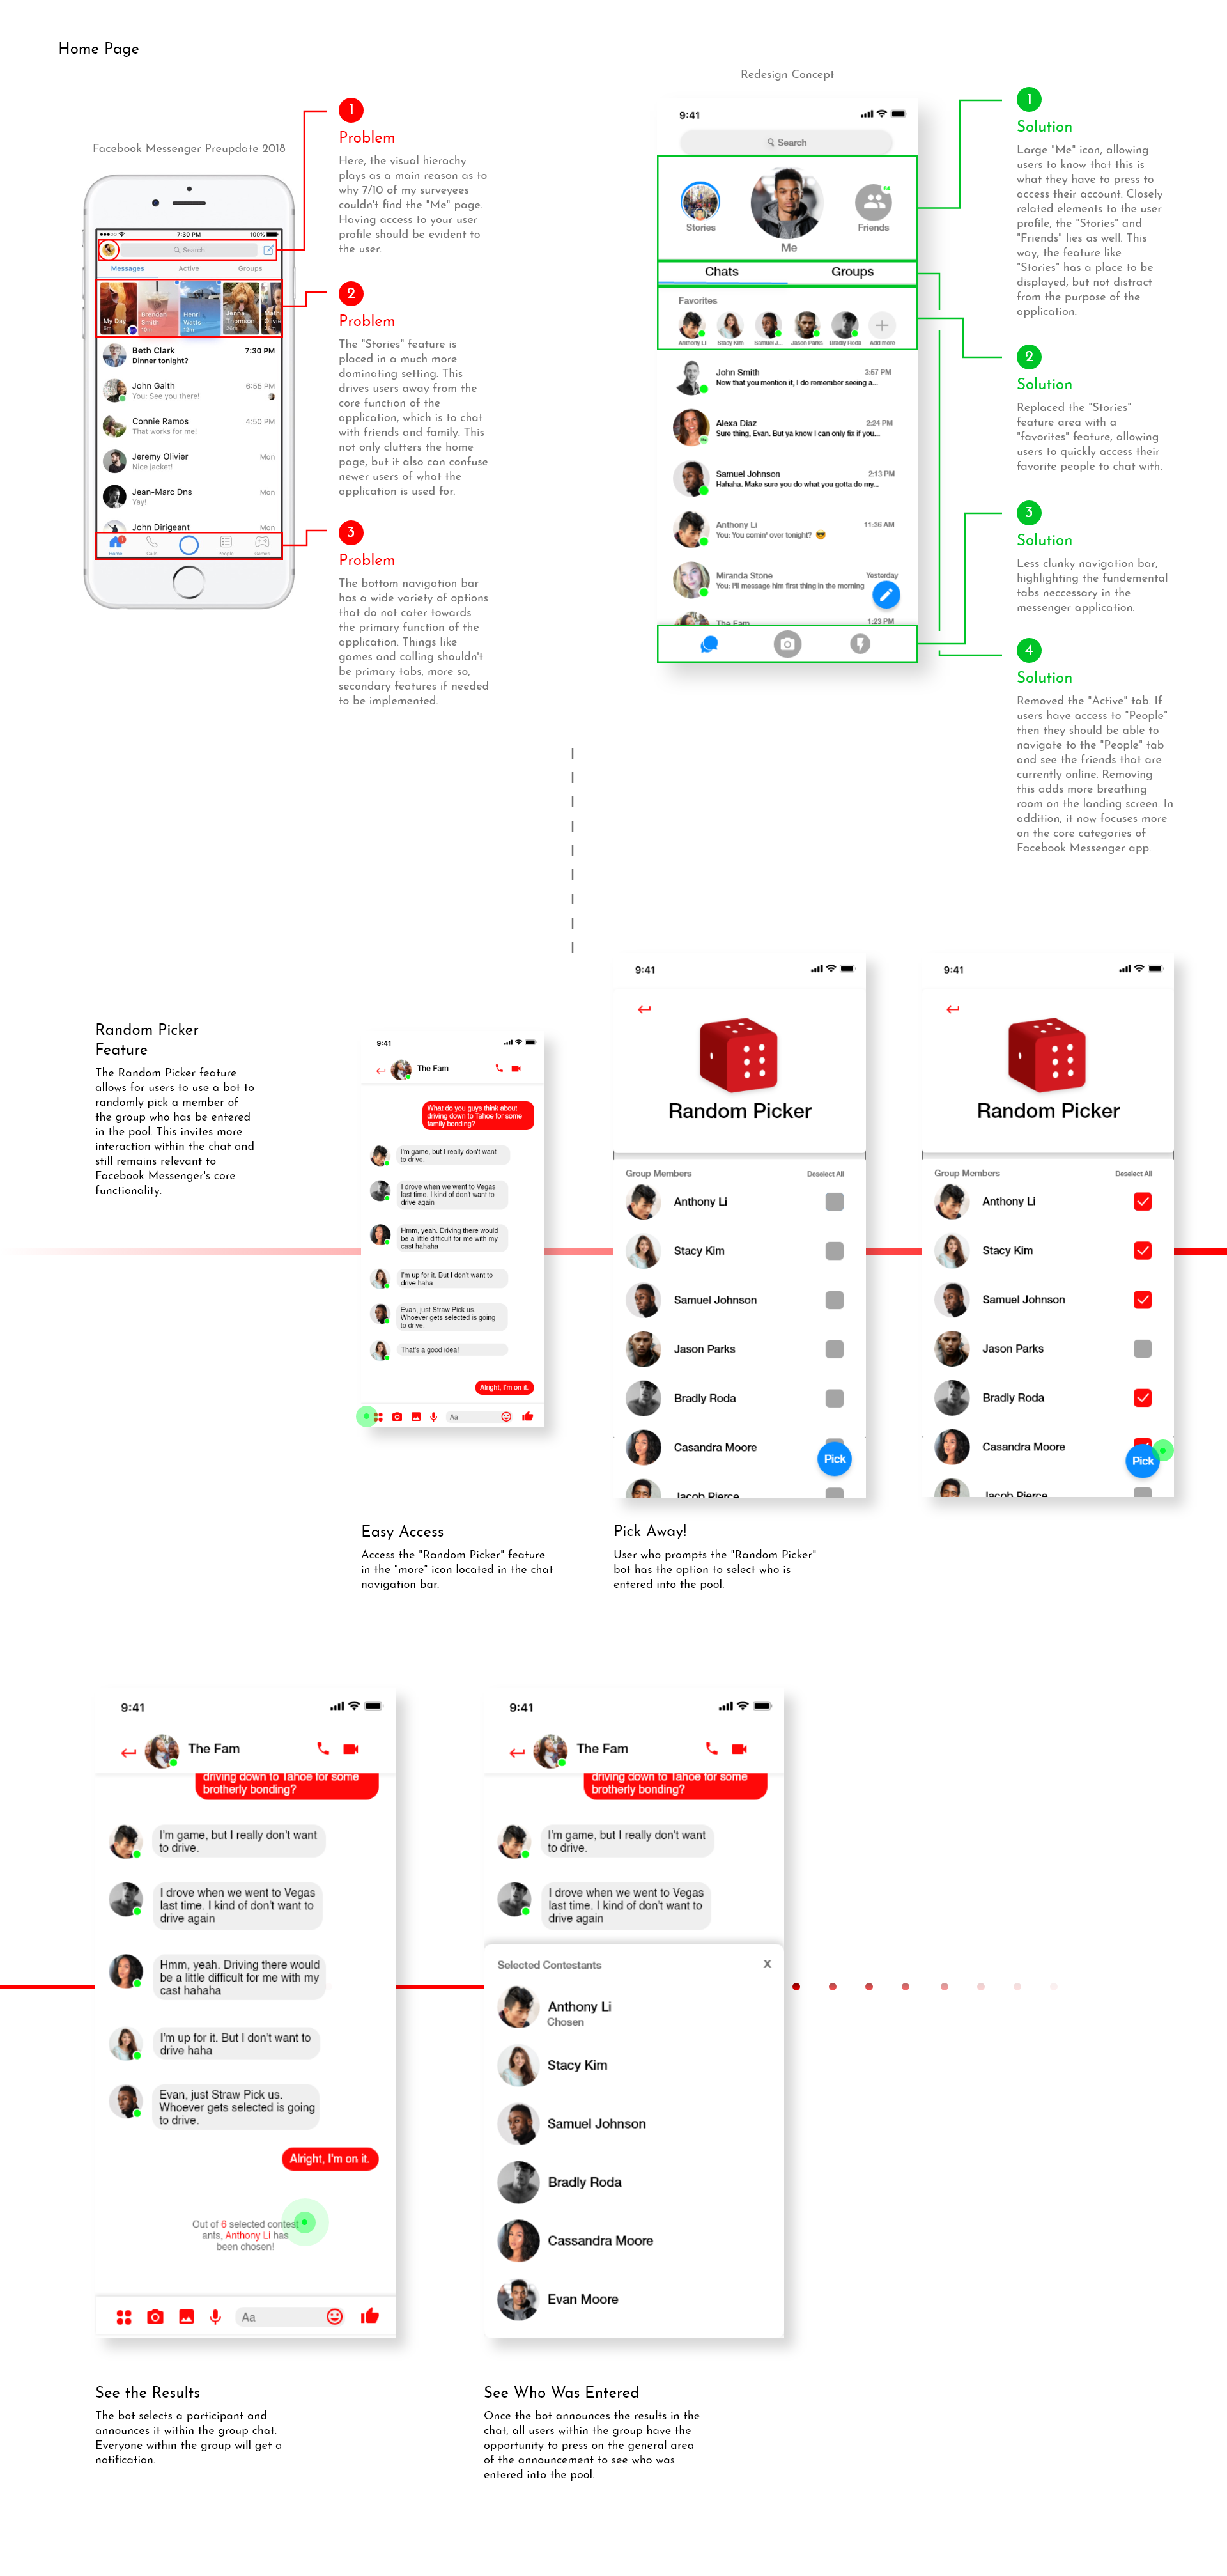 Home Page
Facebook Messenger Preupdate 2018
7:30 PM
100%
Search
Messages
Active
Groups
My Day
5m
Brendan
Smith
15m
Henri
Watts
12m
Jenna
Thomson
26m
Beth Clark
7:30 PM
Dinner tonight?
John Gaith
6:55 PM
You: See you there!
Connie Ramos
4:50 PM
That works for me!
Jeremy Olivier
Mon
Nice jacket!
Jean-Marc Dns
Mon
Yay!
John Dirigeant
Mon
Home
Calls
People
Games
1
Problem
Here, the visual hierachy
plays as a main reason as to
why 7/10 of my surveyees
couldn't find the "Me" page.
Having access to your user
profile should be evident to
the user.
2
Problem
The "Stories" feature is
placed in a much more
dominating setting. This
drives users away from the
core function of the
application, which is to chat
with friends and family. This
not only clutters the home
page, but it also can confuse
newer users of what the
application is used for.
3
Problem
The bottom navigation bar
has a wide variety of options
that do not cater towards
the primary function of the
application. Things like
games and calling shouldn't
be primary tabs, more so,
secondary features if needed
to be implemented.
Redesign Concept
9:41
Search
Stories
Me
Friends
Chats
Groups
Favorites
Anthony Li
Stacy Kim
Samuel J...
Jason Parks
Bradly Roda
Add more
John Smith
3:57 PM
Now that you mention it, I do remember seeing a...
Alexa Diaz
2:24 PM
Sure thing, Evan. But ya know I can only fix if you...
Samuel Johnson
2:13 PM
Hahaha. Make sure you do what you gotta do my...
Anthony Li
11:36 AM
You: You comin' over tonight? 😎
Miranda Stone
Yesterday
You: I'll message him first thing in the morning
The Fam
1:23 PM
1
Solution
Large "Me" icon, allowing
users to know that this is
what they have to press to
access their account. Closely
related elements to the user
profile, the "Stories" and
"Friends" lies as well. This
way, the feature like
"Stories" has a place to be
displayed, but not distract
from the purpose of the
application.
2
Solution
Replaced the "Stories"
feature area with a
"favorites" feature, allowing
users to quickly access their
favorite people to chat with.
3
Solution
Less clunky navigation bar,
highlighting the fundemental
tabs neccessary in the
messenger application.
4
Solution
Removed the "Active" tab. If
users have access to "People"
then they should be able to
navigate to the "People" tab
and see the friends that are
currently online. Removing
this adds more breathing
room on the landing screen. In
addition, it now focuses more
on the core categories of
Facebook Messenger app.
Random Picker
Feature
The Random Picker feature
allows for users to use a bot to
randomly pick a member of
the group who has be entered
in the pool. This invites more
interaction within the chat and
still remains relevant to
Facebook Messenger's core
functionality.
9:41
The Fam
What do you guys think about
driving down to Tahoe for some
family bonding?
I'm game, but I really don't want
to drive.
I drove when we went to Vegas
last time. I kind of don't want to
drive again
Hmm, yeah. Driving there would
be a little difficult for me with my
cast hahaha
I'm up for it. But I don't want to
drive haha
Evan, just Straw Pick us.
Whoever gets selected is going
to drive.
That's a good idea!
Alright, I'm on it.
Aa
Easy Access
Access the "Random Picker" feature
in the "more" icon located in the chat
navigation bar.
9:41
Random Picker
Group Members
Deselect All
Anthony Li
Stacy Kim
Samuel Johnson
Jason Parks
Bradly Roda
Casandra Moore
Pick
Jacob Pierce
Pick Away!
User who prompts the "Random Picker"
bot has the option to select who is
entered into the pool.
9:41
Random Picker
Group Members
Deselect All
Anthony Li
Stacy Kim
Samuel Johnson
Jason Parks
Bradly Roda
Casandra Moore
Pick
Jacob Pierce
9:41
The Fam
driving down to Tahoe for some
brotherly bonding?
I'm game, but I really don't want
to drive.
I drove when we went to Vegas
last time. I kind of don't want to
drive again
Hmm, yeah. Driving there would
be a little difficult for me with my
cast hahaha
I'm up for it. But I don't want to
drive haha
Evan, just Straw Pick us.
Whoever gets selected is going
to drive.
Alright, I'm on it.
Out of 6 selected contest
ants, Anthony Li has
been chosen!
Aa
See the Results
The bot selects a participant and
announces it within the group chat.
Everyone within the group will get a
notification.
9:41
The Fam
driving down to Tahoe for some
brotherly bonding?
I'm game, but I really don't want
to drive.
I drove when we went to Vegas
last time. I kind of don't want to
drive again
Selected Contestants
X
Anthony Li
Chosen
Stacy Kim
Samuel Johnson
Bradly Roda
Cassandra Moore
Evan Moore
See Who Was Entered
Once the bot announces the results in the
chat, all users within the group have the
opportunity to press on the general area
of the announcement to see who was
entered into the pool.